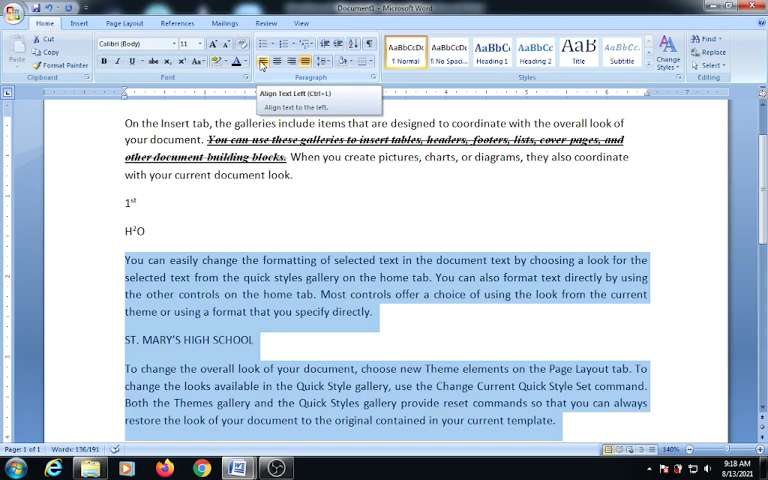 Document1 - Microsoft Word
Home Insert Page Layout References Mailings Review View
Cut
Copy
Format Painter
Paste
Clipboard
Calibri (Body) 11
B I U abc x₂ x² Aa
Font
Paragraph
AaBbCcDc AaBbCcDc AaBbCc AaBbCc AaB AaBbCc.
¶ Normal ¶ No Spaci... Heading 1 Heading 2 Title Subtitle
Change Styles
Styles
Find
Replace
Select
Editing
Align Text Left (Ctrl+L)
Align text to the left.
On the Insert tab, the galleries include items that are designed to coordinate with the overall look of
your document. You can use these galleries to insert tables, headers, footers, lists, cover pages, and
other document building blocks. When you create pictures, charts, or diagrams, they also coordinate
with your current document look.
1st
H²O
You can easily change the formatting of selected text in the document text by choosing a look for the
selected text from the quick styles gallery on the home tab. You can also format text directly by using
the other controls on the home tab. Most controls offer a choice of using the look from the current
theme or using a format that you specify directly.
ST. MARY'S HIGH SCHOOL
To change the overall look of your document, choose new Theme elements on the Page Layout tab. To
change the looks available in the Quick Style gallery, use the Change Current Quick Style Set command.
Both the Themes gallery and the Quick Styles gallery provide reset commands so that you can always
restore the look of your document to the original contained in your current template.
Page: 1 of 1 Words: 136/191 140%
9:18 AM
8/13/2021